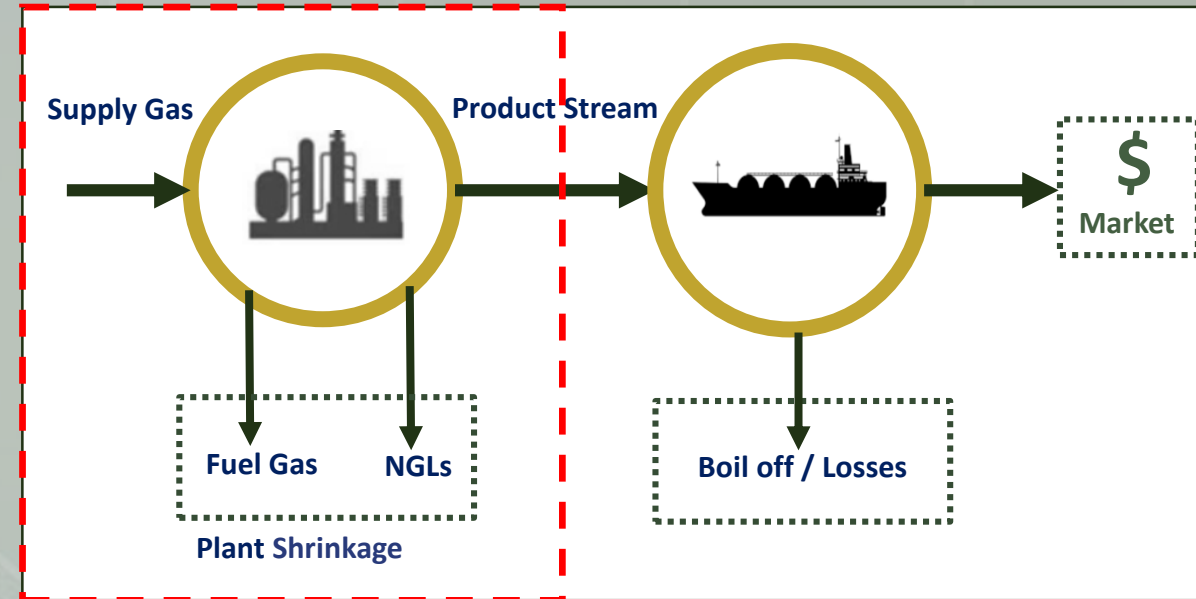 Supply Gas
Product Stream
$
Market
Fuel Gas
NGLs
Boil off / Losses
Plant Shrinkage